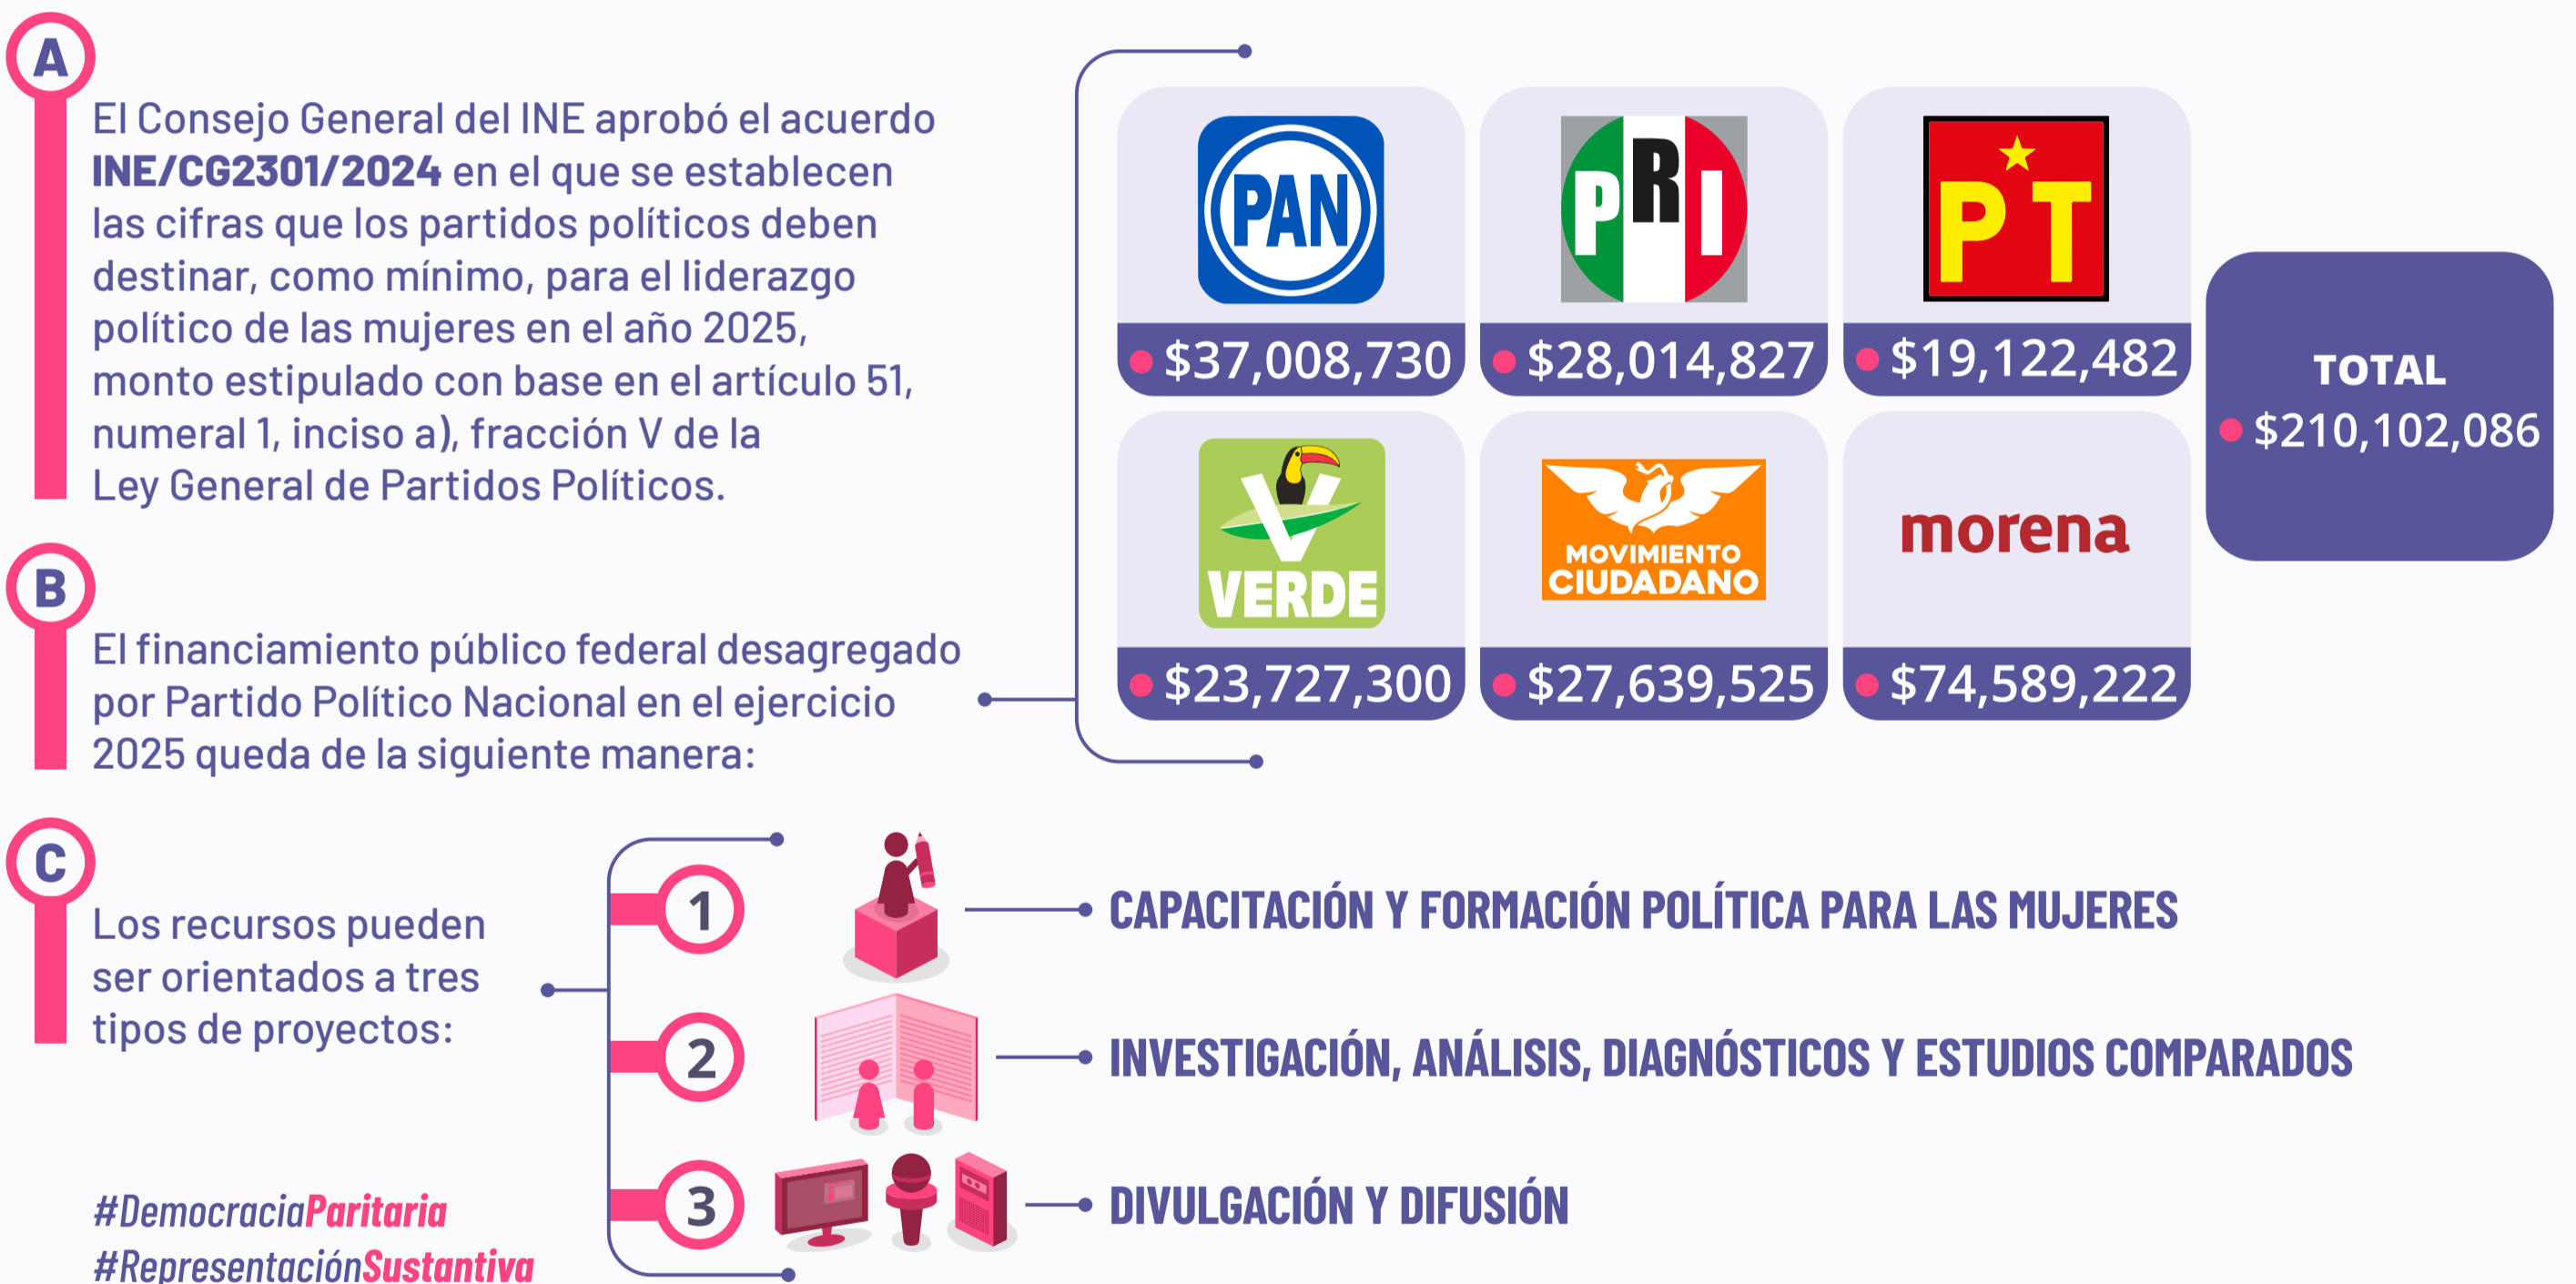 A
El Consejo General del INE aprobó el acuerdo
INE/CG2301/2024 en el que se establecen
las cifras que los partidos políticos deben
destinar, como mínimo, para el liderazgo
político de las mujeres en el año 2025,
monto estipulado con base en el artículo 51,
numeral 1, inciso a), fracción V de la
Ley General de Partidos Políticos.
B
El financiamiento público federal desagregado
por Partido Político Nacional en el ejercicio
2025 queda de la siguiente manera:
PAN
$37,008,730
PRI
$28,014,827
PT
$19,122,482
V
VERDE
$23,727,300
MOVIMIENTO
CIUDADANO
$27,639,525
morena
$74,589,222
TOTAL
$210,102,086
C
Los recursos pueden
ser orientados a tres
tipos de proyectos:
1
CAPACITACIÓN Y FORMACIÓN POLÍTICA PARA LAS MUJERES
2
INVESTIGACIÓN, ANÁLISIS, DIAGNÓSTICOS Y ESTUDIOS COMPARADOS
3
DIVULGACIÓN Y DIFUSIÓN
#DemocraciaParitaria
#RepresentaciónSustantiva